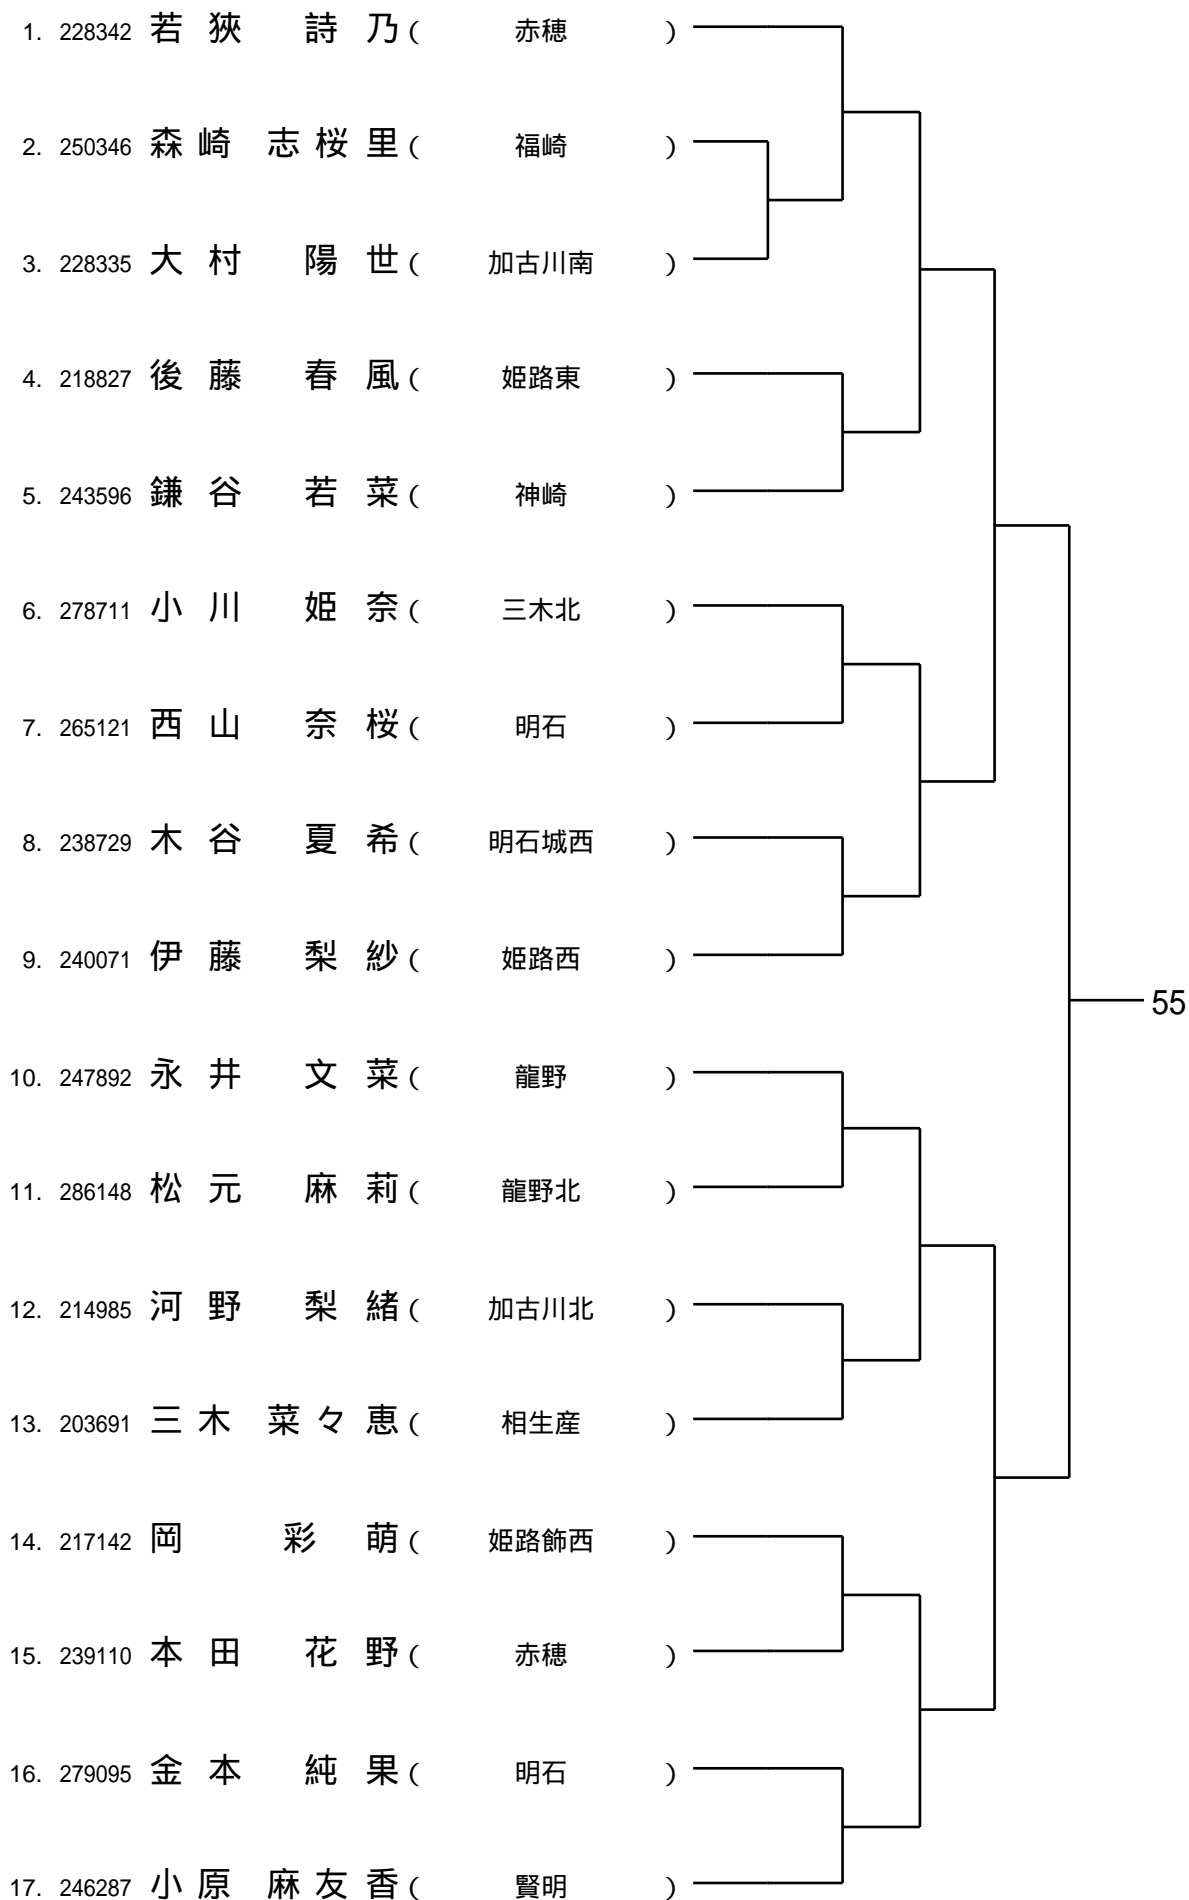 1. 228342 若狹 詩乃 ( 赤穂 )
2. 250346 森崎 志桜里 ( 福崎 )
3. 228335 大村 陽世 ( 加古川南 )
4. 218827 後藤 春風 ( 姫路東 )
5. 243596 鎌谷 若菜 ( 神崎 )
6. 278711 小川 姫奈 ( 三木北 )
7. 265121 西山 奈桜 ( 明石 )
8. 238729 木谷 夏希 ( 明石城西 )
9. 240071 伊藤 梨紗 ( 姫路西 )
55
10. 247892 永井 文菜 ( 龍野 )
11. 286148 松元 麻莉 ( 龍野北 )
12. 214985 河野 梨緒 ( 加古川北 )
13. 203691 三木 菜々恵 ( 相生産 )
14. 217142 岡 彩萌 ( 姫路飾西 )
15. 239110 本田 花野 ( 赤穂 )
16. 279095 金本 純果 ( 明石 )
17. 246287 小原 麻友香 ( 賢明 )